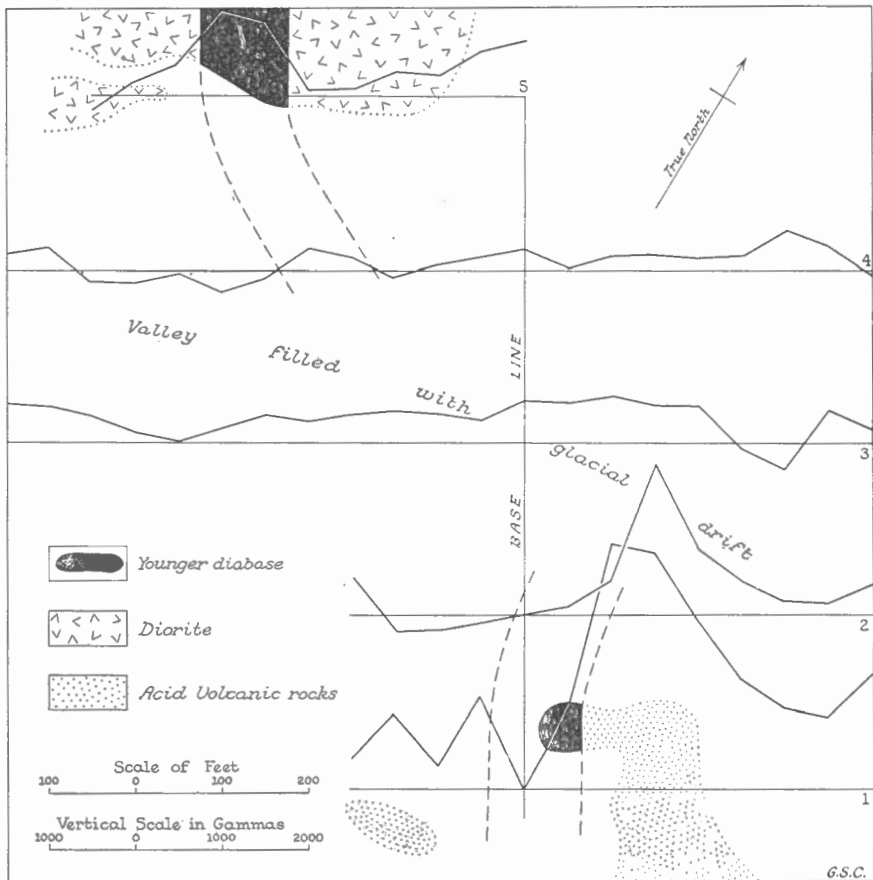 S
True North
4
Valley filled with glacial drift
LINE
BASE
3
2
1
Younger diabase
Diorite
Acid Volcanic rocks
Scale of Feet
100 0 100 200
Vertical Scale in Gammas
1000 0 1000 2000
G.S.C.